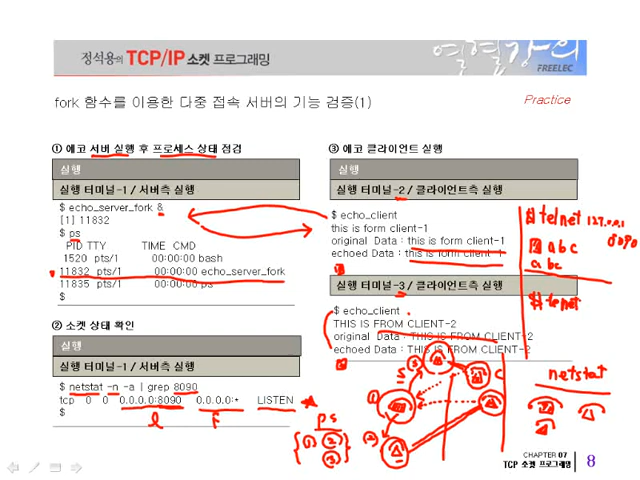 정석용의 TCP/IP 소켓 프로그래밍
열혈강의
FREELEC
fork 함수를 이용한 다중 접속 서버의 기능 검증(1)
Practice
① 에코 서버 실행 후 프로세스 상태 점검
실행
실행 터미널-1 / 서버측 실행
$ echo_server_fork &
[1] 11832
$ ps
PID TTY TIME CMD
1520 pts/1 00:00:00 bash
11832 pts/1 00:00:00 echo_server_fork
11835 pts/1 00:00:00 ps
$
② 소켓 상태 확인
실행
실행 터미널-1 / 서버측 실행
$ netstat -n -a | grep 8090
tcp 0 0 0.0.0.0:8090 0.0.0.0:* LISTEN
$
l F
ps
① ②
③
③ 에코 클라이언트 실행
실행
실행 터미널-2 / 클라이언트측 실행
$ echo_client
this is form client-1
original Data : this is form client-1
echoed Data : this is form client-1
실행 터미널-3 / 클라이언트측 실행
$ echo_client
THIS IS FROM CLIENT-2
original Data : THIS IS FROM CLIENT-2
echoed Data : THIS IS FROM CLIENT-2
#telnet 127.0.0.1
8090
abc
abc
#telnet
netstat
S
③
C
①
②
CHAPTER 07
TCP 소켓 프로그래밍
8